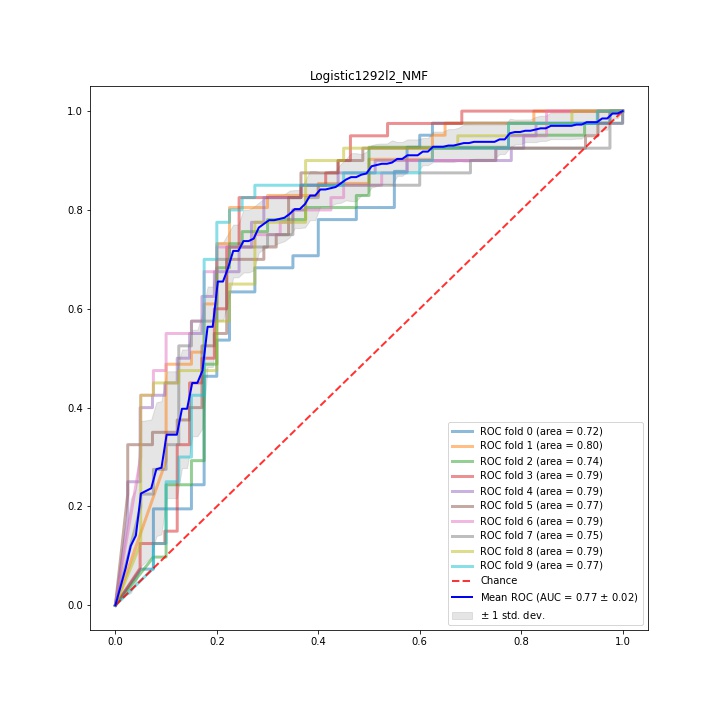 Logistic1292l2_NMF
1.0
0.8
0.6
0.4
0.2
0.0
0.0 0.2 0.4 0.6 0.8 1.0
ROC fold 0 (area = 0.72)
ROC fold 1 (area = 0.80)
ROC fold 2 (area = 0.74)
ROC fold 3 (area = 0.79)
ROC fold 4 (area = 0.79)
ROC fold 5 (area = 0.77)
ROC fold 6 (area = 0.79)
ROC fold 7 (area = 0.75)
ROC fold 8 (area = 0.79)
ROC fold 9 (area = 0.77)
Chance
Mean ROC (AUC = 0.77 ± 0.02)
± 1 std. dev.